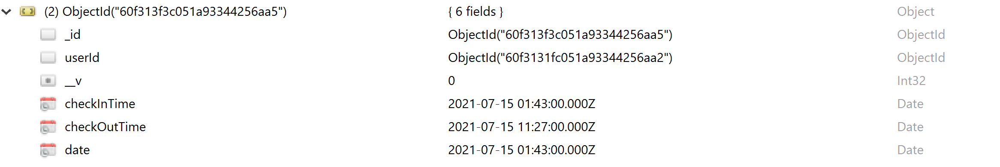 (2) ObjectId("60f313f3c051a93344256aa5") { 6 fields } Object
_id ObjectId("60f313f3c051a93344256aa5") ObjectId
userId ObjectId("60f3131fc051a93344256aa2") ObjectId
__v 0 Int32
checkInTime 2021-07-15 01:43:00.000Z Date
checkOutTime 2021-07-15 11:27:00.000Z Date
date 2021-07-15 01:43:00.000Z Date